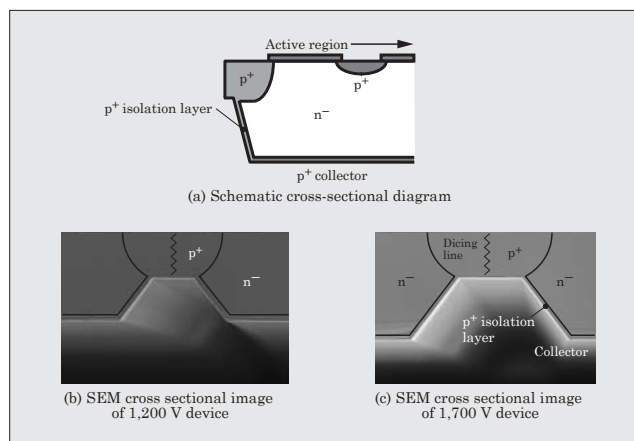 Active region
p+
p+
p+ isolation layer
n−
p+ collector
(a) Schematic cross-sectional diagram
p+
n−
Dicing
line
p+
n−
n−
p+ isolation
layer
Collector
(b) SEM cross sectional image
of 1,200 V device
(c) SEM cross sectional image
of 1,700 V device